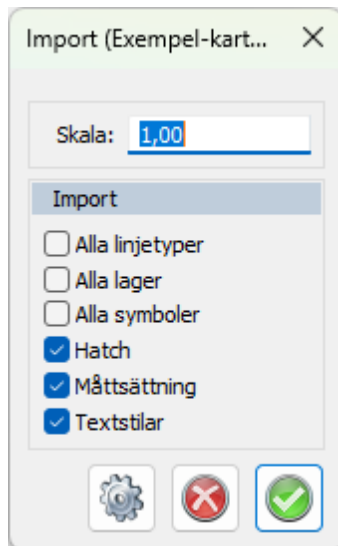 Import (Exempel-kart...
Skala: 1,00
Import
Alla linjetyper
Alla lager
Alla symboler
Hatch
Måttsättning
Textstilar